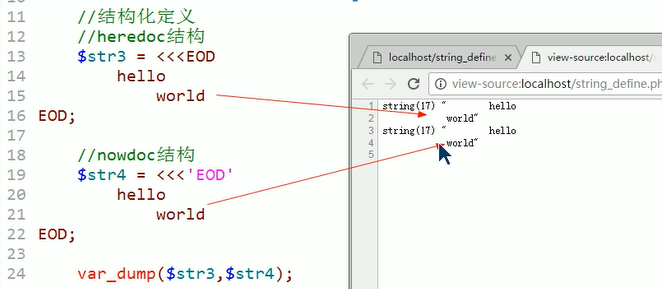 11 //结构化定义
12 //heredoc结构
13 $str3 = <<<EOD
14 hello
15 world
16 EOD;
17
18 //nowdoc结构
19 $str4 = <<<'EOD'
20 hello
21 world
22 EOD;
23
24 var_dump($str3,$str4);
localhost/string_define.
view-source:localhost/s
view-source:localhost/string_define.ph
1 string(17) " hello
2 world"
3 string(17) " hello
4 world"
5